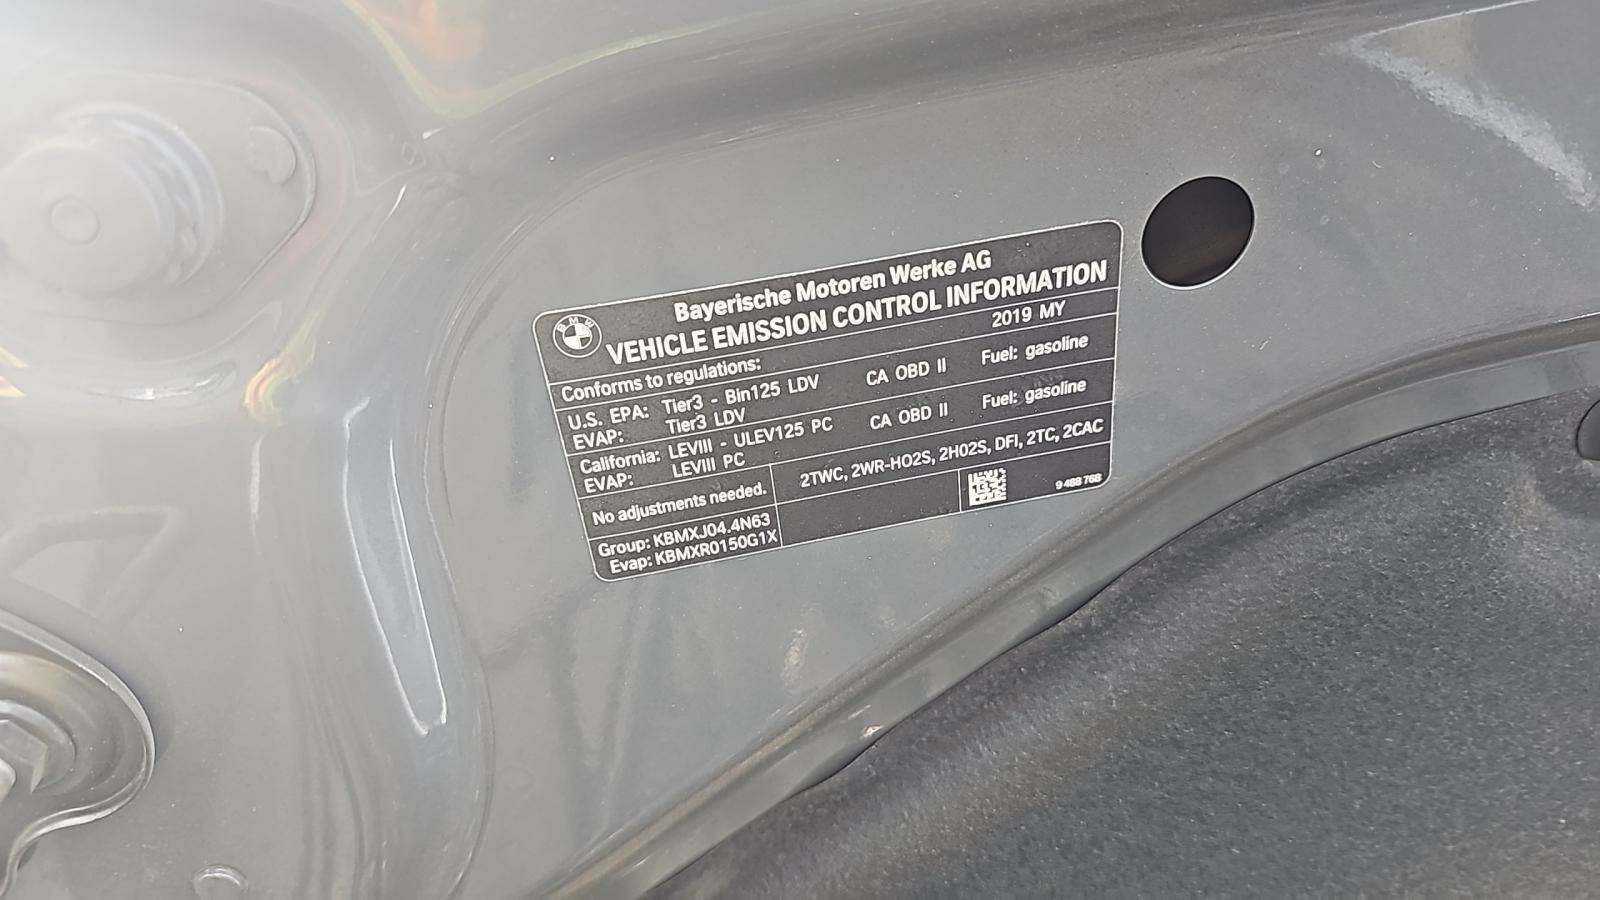 BMW
Bayerische Motoren Werke AG
VEHICLE EMISSION CONTROL INFORMATION
Conforms to regulations: 2019 MY
U.S. EPA: Tier3 - Bin125 LDV CA OBD II Fuel: gasoline
EVAP: Tier3 LDV
California: LEVIII - ULEV125 PC CA OBD II Fuel: gasoline
EVAP: LEVIII PC
No adjustments needed. 2TWC, 2WR-HO2S, 2HO2S, DFI, 2TC, 2CAC
Group: KBMXJ04.4N63
Evap: KBMXR0150G1X
9 488 768